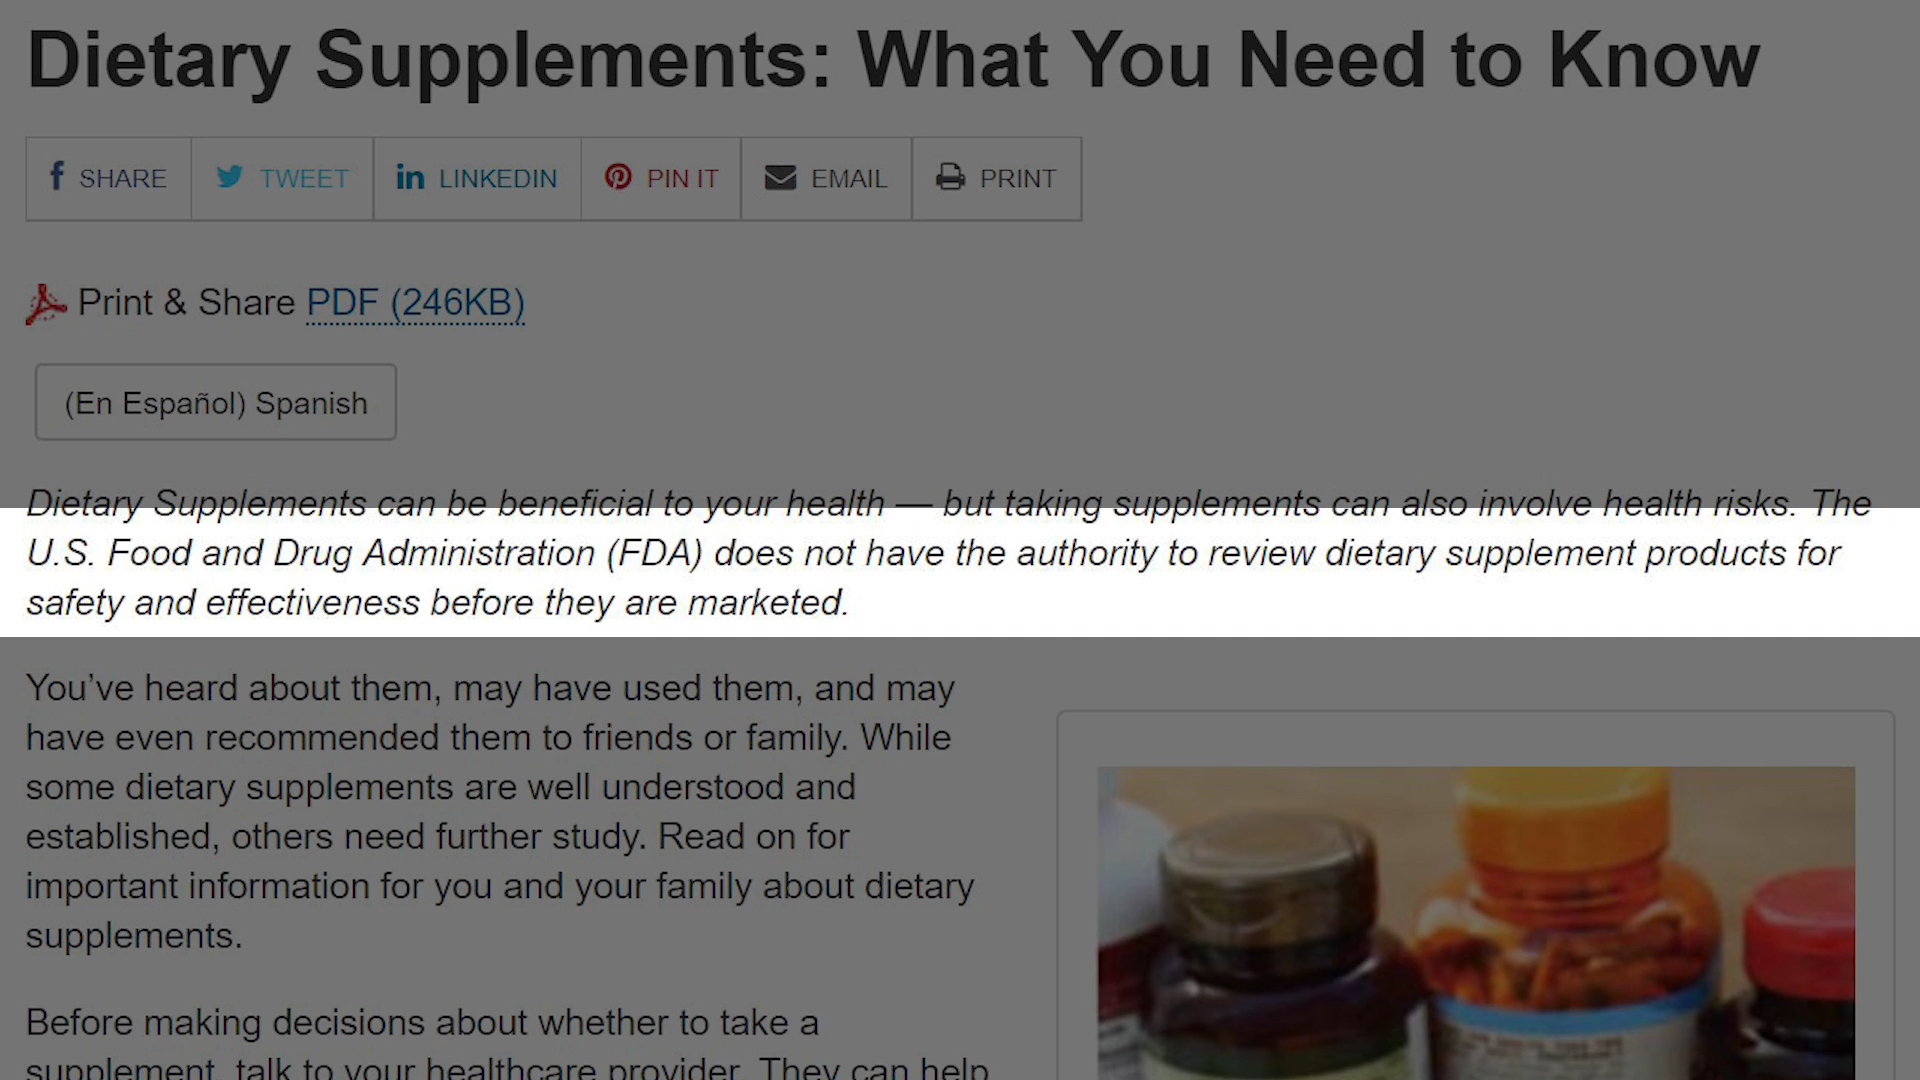 Dietary Supplements: What You Need to Know
SHARE TWEET LINKEDIN PIN IT EMAIL PRINT
Print & Share PDF (246KB)
(En Español) Spanish
Dietary Supplements can be beneficial to your health — but taking supplements can also involve health risks. The
U.S. Food and Drug Administration (FDA) does not have the authority to review dietary supplement products for
safety and effectiveness before they are marketed.
You’ve heard about them, may have used them, and may
have even recommended them to friends or family. While
some dietary supplements are well understood and
established, others need further study. Read on for
important information for you and your family about dietary
supplements.
Before making decisions about whether to take a
supplement, talk to your healthcare provider. They can help